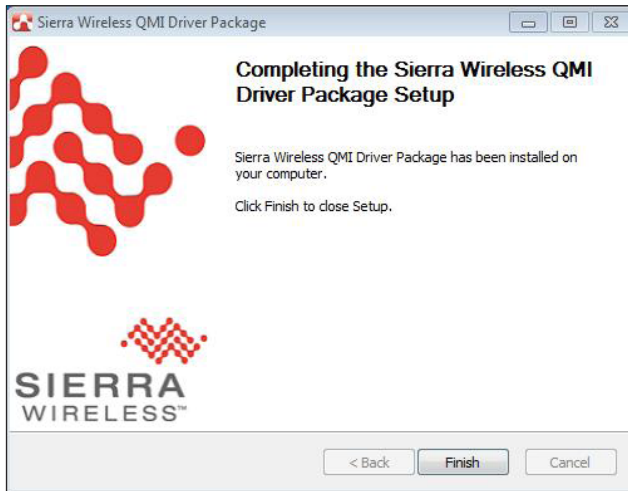 Sierra Wireless QMI Driver Package
Completing the Sierra Wireless QMI
Driver Package Setup
Sierra Wireless QMI Driver Package has been installed on
your computer.
Click Finish to close Setup.
SIERRA
WIRELESS™
< Back
Finish
Cancel